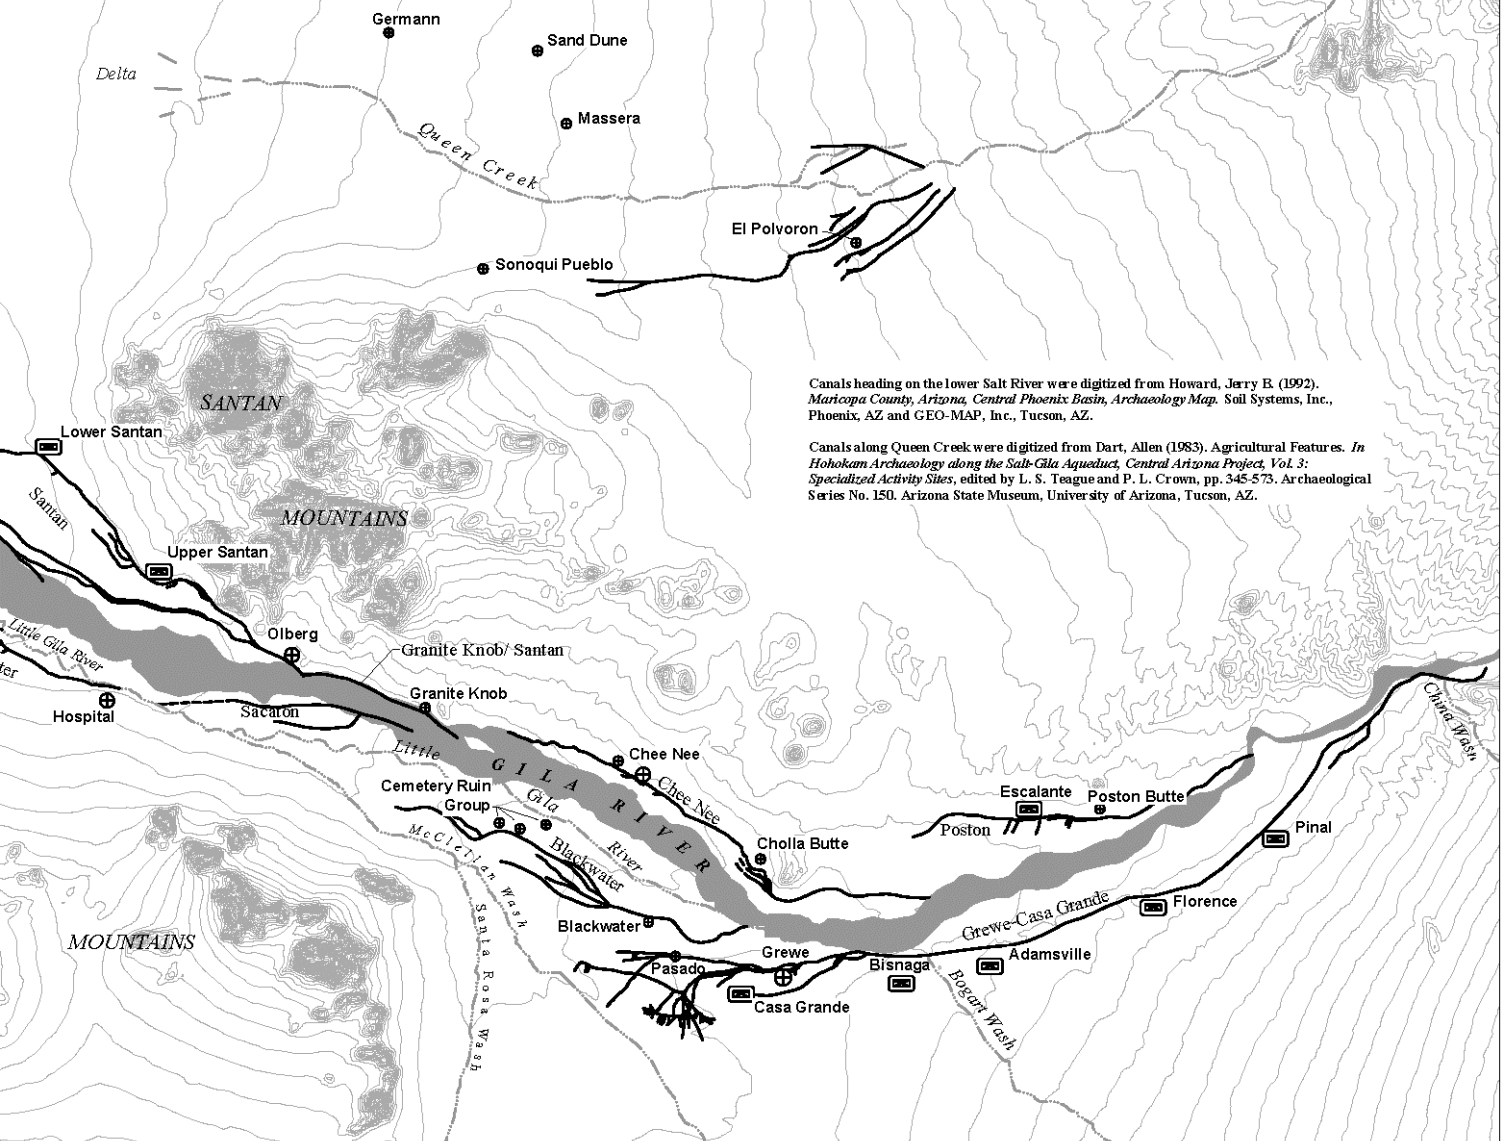 Germann
Sand Dune
Delta
Massera
Queen Creek
El Polvoron
Sonoqui Pueblo
Canals heading on the lower Salt River were digitized from Howard, Jerry B. (1992).
Maricopa County, Arizona, Central Phoenix Basin, Archaeology Map. Soil Systems, Inc.,
Phoenix, AZ and GEO-MAP, Inc., Tucson, AZ.
Canals along Queen Creek were digitized from Dart, Allen (1983). Agricultural Features. In
Hohokam Archaeology along the Salt-Gila Aqueduct, Central Arizona Project, Vol. 3:
Specialized Activity Sites, edited by L. S. Teague and P. L. Crown, pp. 345-573. Archaeological
Series No. 150. Arizona State Museum, University of Arizona, Tucson, AZ.
SANTAN
MOUNTAINS
Lower Santan
Santan
Upper Santan
Olberg
Little Gila River
ter
Granite Knob/ Santan
Granite Knob
Hospital
Sacaton
Little
Gila
River
GILA RIVER
Chee Nee
Chee Nee
China Wash
Cemetery Ruin
Group
Escalante
Poston Butte
Poston
Pinal
McClellan Wash
Blackwater
Cholla Butte
Santa Rosa Wash
Blackwater
Grewe-Casa Grande
Florence
MOUNTAINS
Pasado
Grewe
Bisnaga
Adamsville
Casa Grande
Bogart Wash